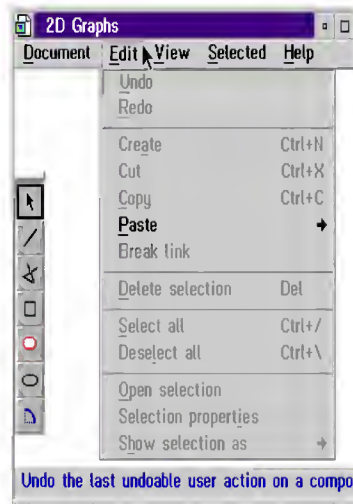 2D Graphs
Document Edit View Selected Help
Undo
Redo
Create Ctrl+N
Cut Ctrl+X
Copy Ctrl+C
Paste
Break link
Delete selection Del
Select all Ctrl+/
Deselect all Ctrl+\
Open selection
Selection properties
Show selection as
Undo the last undoable user action on a compo